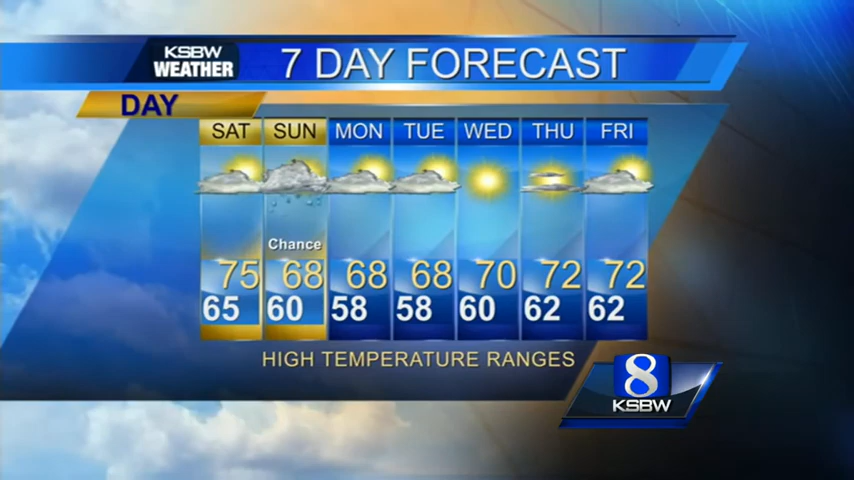 KSBW
WEATHER
7 DAY FORECAST
DAY
SAT SUN MON TUE WED THU FRI
Chance
75 68 68 68 70 72 72
65 60 58 58 60 62 62
HIGH TEMPERATURE RANGES
8
KSBW